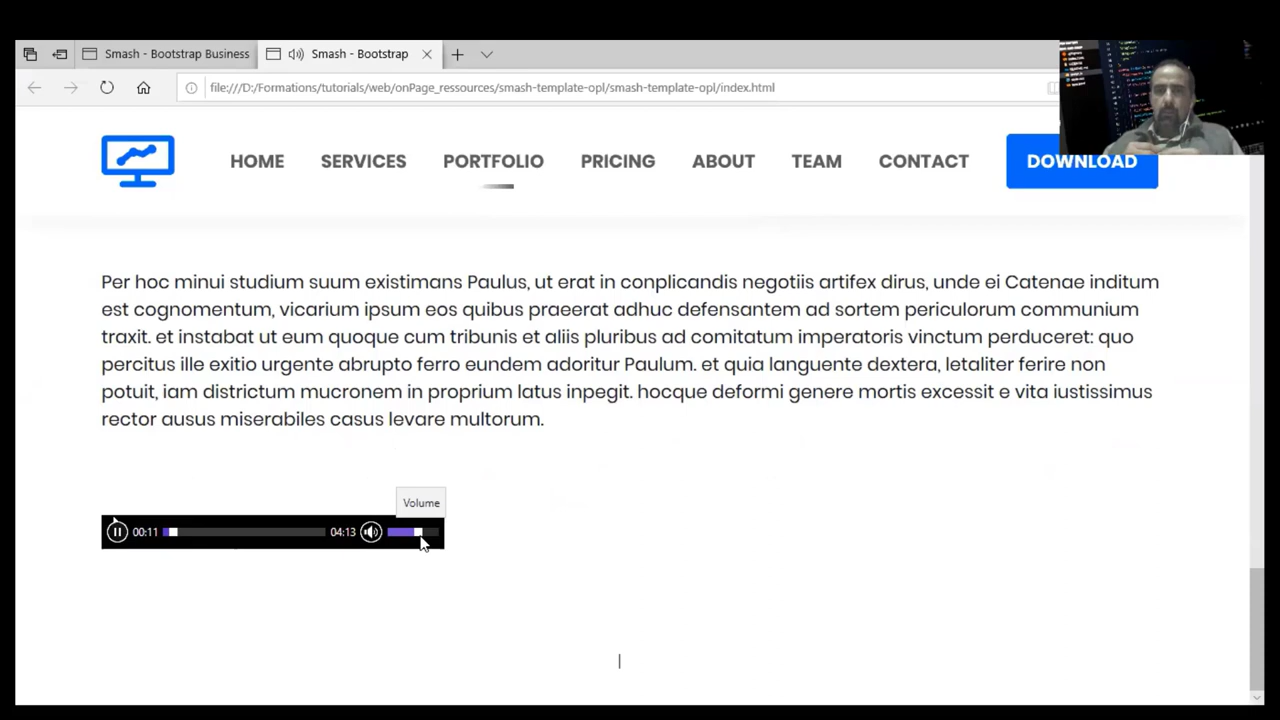 Smash - Bootstrap Business
Smash - Bootstrap
file:///D:/Formations/tutorials/web/onPage_ressources/smash-template-opl/smash-template-opl/index.html
HOME SERVICES PORTFOLIO PRICING ABOUT TEAM CONTACT DOWNLOAD
Per hoc minui studium suum existimans Paulus, ut erat in conplicandis negotiis artifex dirus, unde ei Catenae inditum
est cognomentum, vicarium ipsum eos quibus praeerat adhuc defensantem ad sortem periculorum communium
traxit. et instabat ut eum quoque cum tribunis et aliis pluribus ad comitatum imperatoris vinctum perduceret: quo
percitus ille exitio urgente abrupto ferro eundem adoritur Paulum. et quia languente dextera, letaliter ferire non
potuit, iam districtum mucronem in proprium latus inpegit. hocque deformi genere mortis excessit e vita iustissimus
rector ausus miserabiles casus levare multorum.
Volume
00:11 04:13